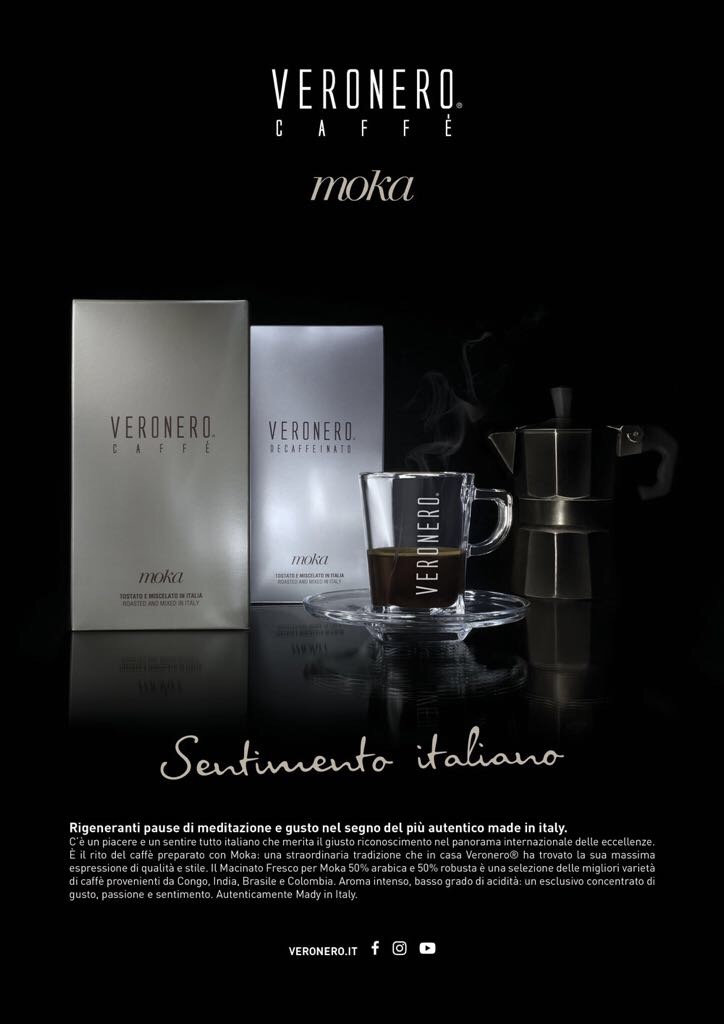 VERONERO®
CAFFÈ
moka
VERONERO®
CAFFÈ
moka
TOSTATO E MISCELATO IN ITALIA
ROASTED AND MIXED IN ITALY
VERONERO®
DECAFFEINATO
moka
TOSTATO E MISCELATO IN ITALIA
ROASTED AND MIXED IN ITALY
VERONERO®
Sentimento italiano
Rigeneranti pause di meditazione e gusto nel segno del più autentico made in italy.
C'è un piacere e un sentire tutto italiano che merita il giusto riconoscimento nel panorama internazionale delle eccellenze.
È il rito del caffè preparato con Moka: una straordinaria tradizione che in casa Veronero® ha trovato la sua massima
espressione di qualità e stile. Il Macinato Fresco per Moka 50% arabica e 50% robusta è una selezione delle migliori varietà
di caffè provenienti da Congo, India, Brasile e Colombia. Aroma intenso, basso grado di acidità: un esclusivo concentrato di
gusto, passione e sentimento. Autenticamente Mady in Italy.
VERONERO.IT